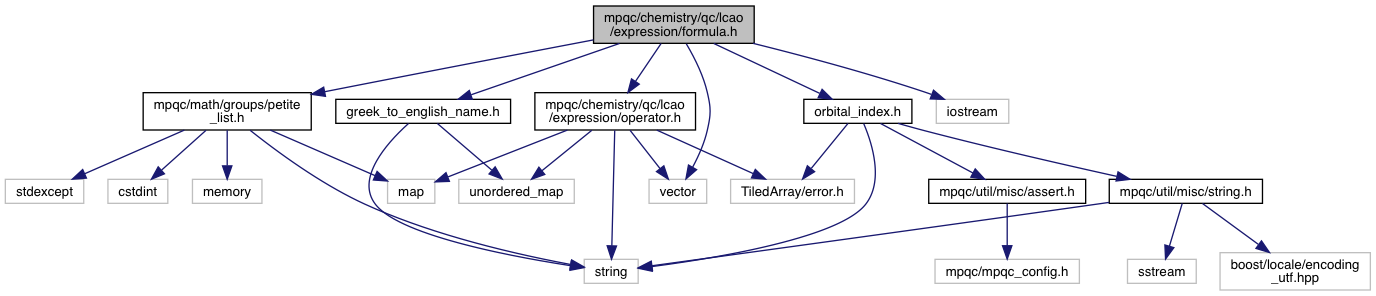 mpqc/chemistry/qc/lcao
/expression/formula.h
mpqc/math/groups/petite
_list.h
greek_to_english_name.h
mpqc/chemistry/qc/lcao
/expression/operator.h
orbital_index.h
iostream
stdexcept
cstdint
memory
map
unordered_map
vector
TiledArray/error.h
mpqc/util/misc/assert.h
mpqc/util/misc/string.h
string
mpqc/mpqc_config.h
sstream
boost/locale/encoding
_utf.hpp